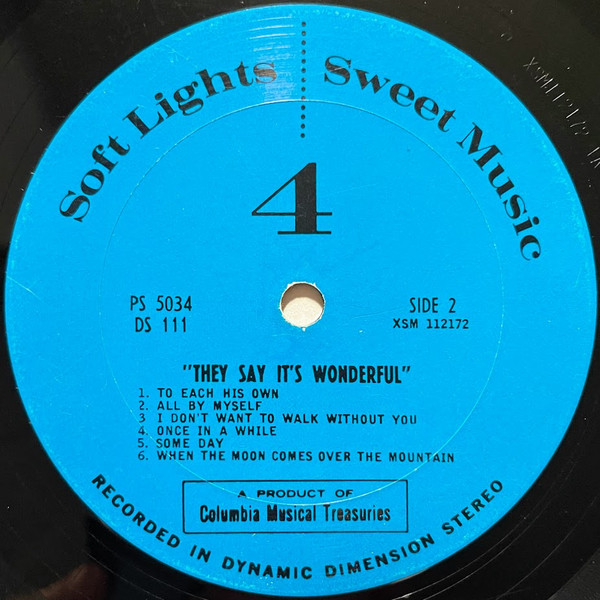 Soft Lights Sweet Music
4
PS 5034
DS 111
SIDE 2
XSM 112172
"THEY SAY IT'S WONDERFUL"
1. TO EACH HIS OWN
2. ALL BY MYSELF
3 I DON'T WANT TO WALK WITHOUT YOU
4. ONCE IN A WHILE
5. SOME DAY
6. WHEN THE MOON COMES OVER THE MOUNTAIN
A PRODUCT OF
Columbia Musical Treasuries
RECORDED IN DYNAMIC DIMENSION STEREO